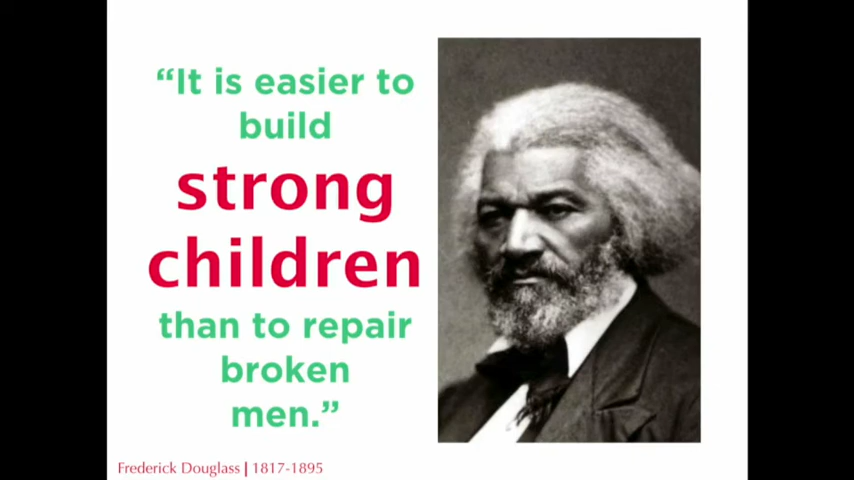 “It is easier to
build
strong
children
than to repair
broken
men.”
Frederick Douglass | 1817-1895